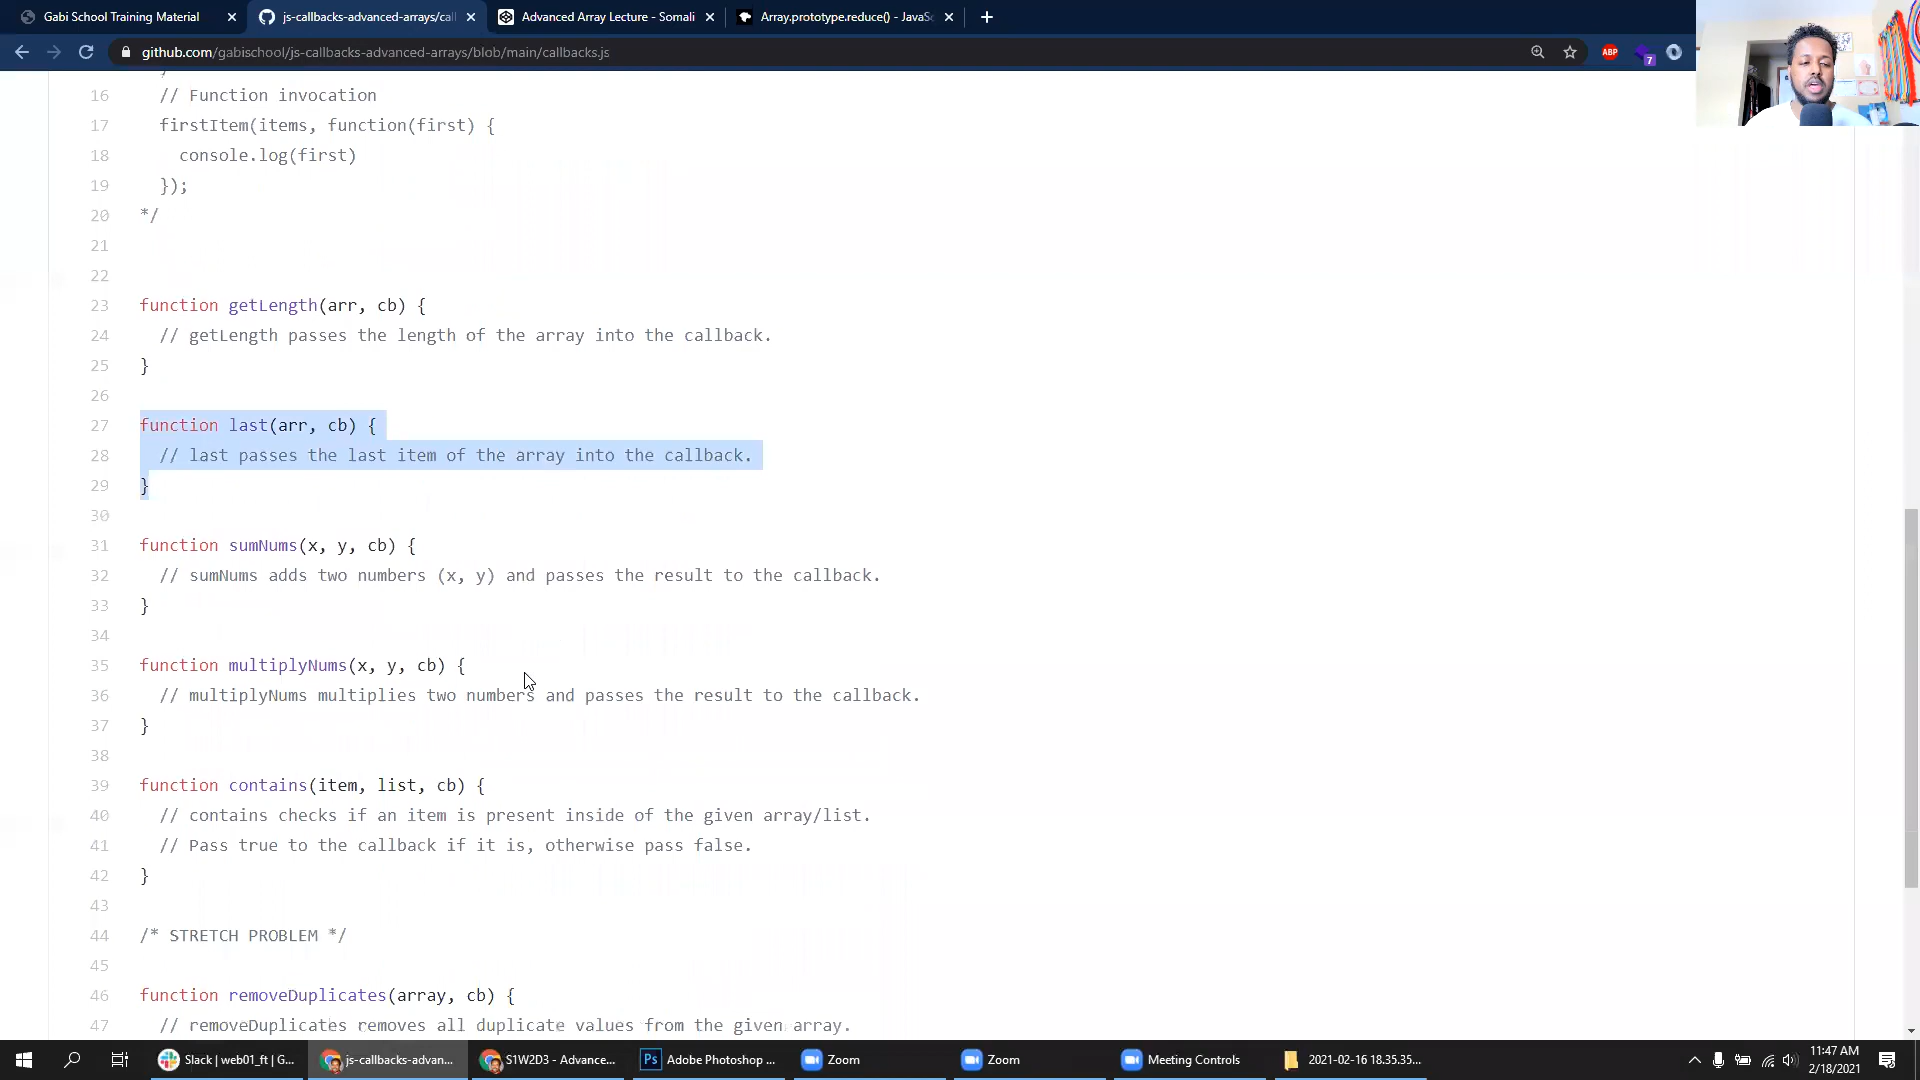 Gabi School Training Material
js-callbacks-advanced-arrays/cal
Advanced Array Lecture - Somali
Array.prototype.reduce() - JavaSc
github.com/gabischool/js-callbacks-advanced-arrays/blob/main/callbacks.js
ABP
7
16 // Function invocation
17 firstItem(items, function(first) {
18 console.log(first)
19 });
20 */
21
22
23 function getLength(arr, cb) {
24 // getLength passes the length of the array into the callback.
25 }
26
27 function last(arr, cb) {
28 // last passes the last item of the array into the callback.
29 }
30
31 function sumNums(x, y, cb) {
32 // sumNums adds two numbers (x, y) and passes the result to the callback.
33 }
34
35 function multiplyNums(x, y, cb) {
36 // multiplyNums multiplies two numbers and passes the result to the callback.
37 }
38
39 function contains(item, list, cb) {
40 // contains checks if an item is present inside of the given array/list.
41 // Pass true to the callback if it is, otherwise pass false.
42 }
43
44 /* STRETCH PROBLEM */
45
46 function removeDuplicates(array, cb) {
47 // removeDuplicates removes all duplicate values from the given array.
Slack | web01_ft | G...
js-callbacks-advan...
S1W2D3 - Advance...
Ps
Adobe Photoshop ...
Zoom
Zoom
Meeting Controls
2021-02-16 18.35.35...
11:47 AM
2/18/2021